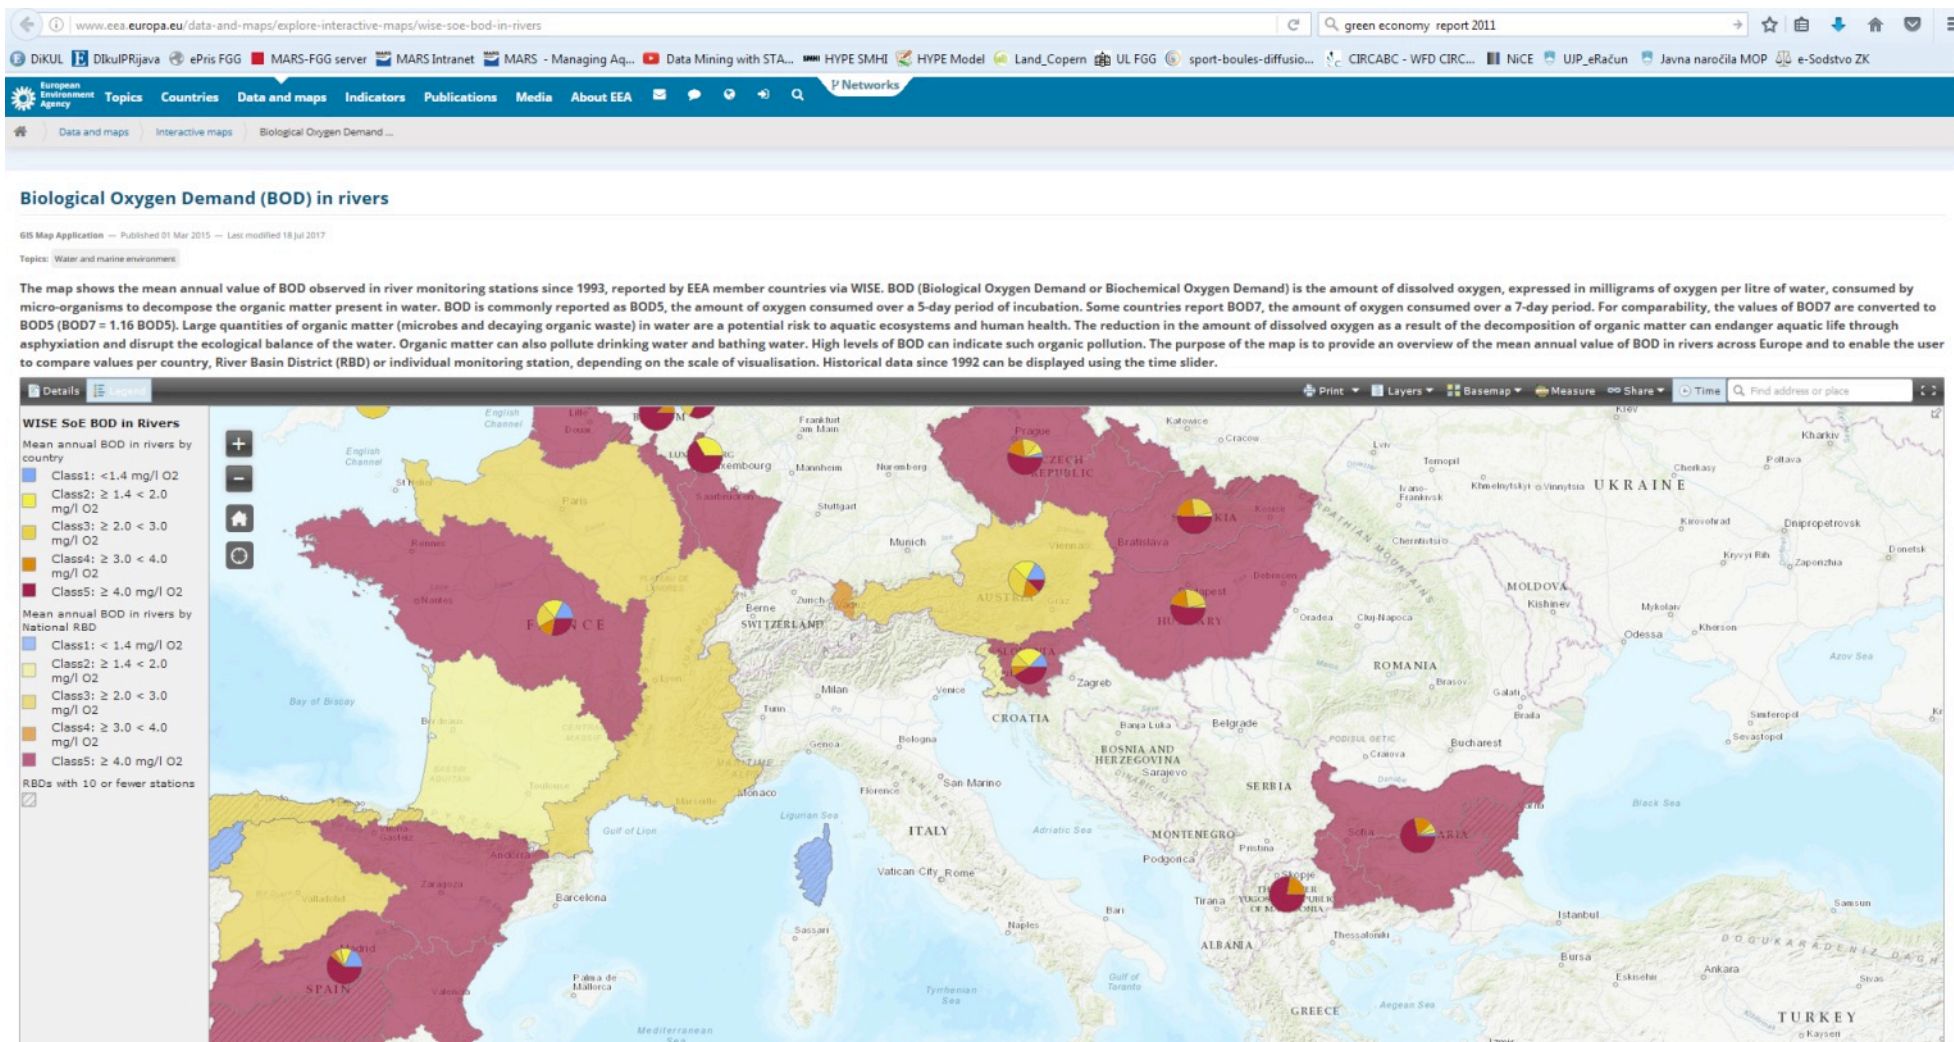 www.eea.europa.eu/data-and-maps/explore-interactive-maps/wise-soe-bod-in-rivers
green economy report 2011
DiKUL DIkulPRijava ePris FGG MARS-FGG server MARS Intranet MARS - Managing Aq... Data Mining with STA... HYPE SMHI HYPE Model Land_Copern UL FGG sport-boules-diffusio... CIRCABC - WFD CIRC... NiCE UJP_eRačun Javna naročila MOP e-Sodstvo ZK
European Environment Agency
Topics Countries Data and maps Indicators Publications Media About EEA Networks
Data and maps Interactive maps Biological Oxygen Demand ...
Biological Oxygen Demand (BOD) in rivers
GIS Map Application — Published 01 Mar 2015 — Last modified 18 Jul 2017
Topics: Water and marine environment
The map shows the mean annual value of BOD observed in river monitoring stations since 1993, reported by EEA member countries via WISE. BOD (Biological Oxygen Demand or Biochemical Oxygen Demand) is the amount of dissolved oxygen, expressed in milligrams of oxygen per litre of water, consumed by
micro-organisms to decompose the organic matter present in water. BOD is commonly reported as BOD5, the amount of oxygen consumed over a 5-day period of incubation. Some countries report BOD7, the amount of oxygen consumed over a 7-day period. For comparability, the values of BOD7 are converted to
BOD5 (BOD7 = 1.16 BOD5). Large quantities of organic matter (microbes and decaying organic waste) in water are a potential risk to aquatic ecosystems and human health. The reduction in the amount of dissolved oxygen as a result of the decomposition of organic matter can endanger aquatic life through
asphyxiation and disrupt the ecological balance of the water. Organic matter can also pollute drinking water and bathing water. High levels of BOD can indicate such organic pollution. The purpose of the map is to provide an overview of the mean annual value of BOD in rivers across Europe and to enable the user
to compare values per country, River Basin District (RBD) or individual monitoring station, depending on the scale of visualisation. Historical data since 1992 can be displayed using the time slider.
Details Legend Print Layers Basemap Measure Share Time Find address or place
WISE SoE BOD in Rivers
Mean annual BOD in rivers by
country
Class1: <1.4 mg/l O2
Class2: ≥ 1.4 < 2.0
mg/l O2
Class3: ≥ 2.0 < 3.0
mg/l O2
Class4: ≥ 3.0 < 4.0
mg/l O2
Class5: ≥ 4.0 mg/l O2
Mean annual BOD in rivers by
National RBD
Class1: < 1.4 mg/l O2
Class2: ≥ 1.4 < 2.0
mg/l O2
Class3: ≥ 2.0 < 3.0
mg/l O2
Class4: ≥ 3.0 < 4.0
mg/l O2
Class5: ≥ 4.0 mg/l O2
RBDs with 10 or fewer stations
English
Channel
Lille
Frankfurt
am Main
Prague
Katowice
Cracow
Lviv
Kiev
Kharkiv
English
Channel
Mannheim
Nuremberg
CZECH
REPUBLIC
Ternopil
Cherkasy
Poltava
Paris
Saarbrücken
Stuttgart
Ivano-
Frankivsk
Khmelnytskyi
Vinnytsia
UKRAINE
Kirovohrad
Dnipropetrovsk
Rennes
Munich
Vienna
Bratislava
Kosice
Chernivtsi
Kryvyi Rih
Zaporizhia
Donetsk
Nantes
Berne
Zurich
Vaduz
AUSTRIA
Graz
Debrecen
MOLDOVA
Kishinev
Mykolaiv
SWITZERLAND
HUNGARY
Oradea
Cluj-Napoca
Odessa
Kherson
Lyon
Zagreb
ROMANIA
Azov Sea
Bay of Biscay
Milan
Venice
Brasov
Galati
Turin
Po
CROATIA
Banja Luka
Belgrade
Braila
Simferopol
Genoa
Bologna
BOSNIA AND
HERZEGOVINA
Sarajevo
Craiova
Bucharest
Sevastopol
Toulouse
Monaco
Florence
San Marino
SERBIA
Marseille
Black Sea
Gulf of Lion
Ligurian Sea
ITALY
Adriatic Sea
MONTENEGRO
Pristina
Sofia
Andorra
Podgorica
Skopje
Zaragoza
Vatican City
Rome
Valladolid
Barcelona
Tirana
Istanbul
Samsun
Sassari
Naples
Bari
Thessaloniki
Madrid
ALBANIA
Bursa
Ankara
Eskisehir
Sivas
SPAIN
Palma de
Mallorca
Valencia
Tyrrhenian
Sea
Gulf of
Taranto
GREECE
Aegean Sea
TURKEY
Kayseri
Mediterranean
Sea